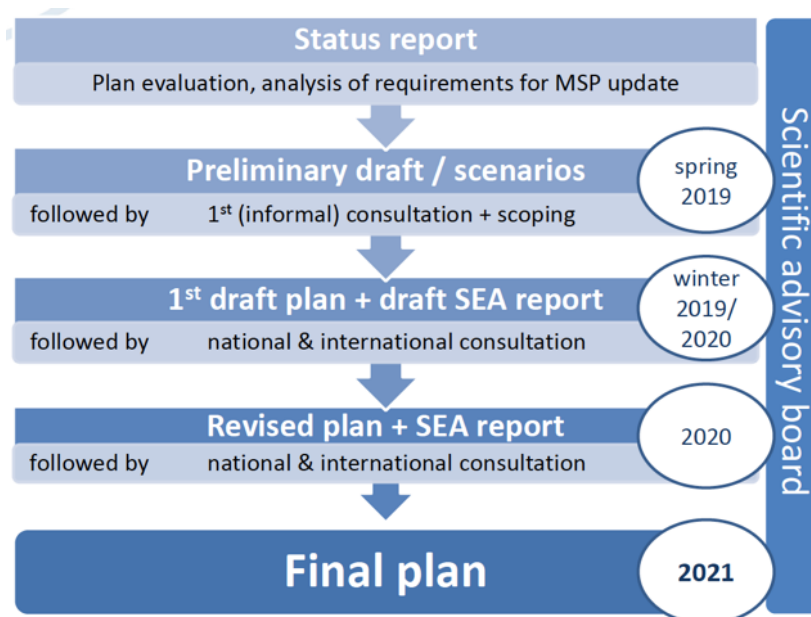 Status report
Plan evaluation, analysis of requirements for MSP update
Preliminary draft / scenarios
spring
2019
followed by 1st (informal) consultation + scoping
1st draft plan + draft SEA report
winter
2019/
2020
followed by national & international consultation
Revised plan + SEA report
2020
followed by national & international consultation
Final plan
2021
Scientific advisory board